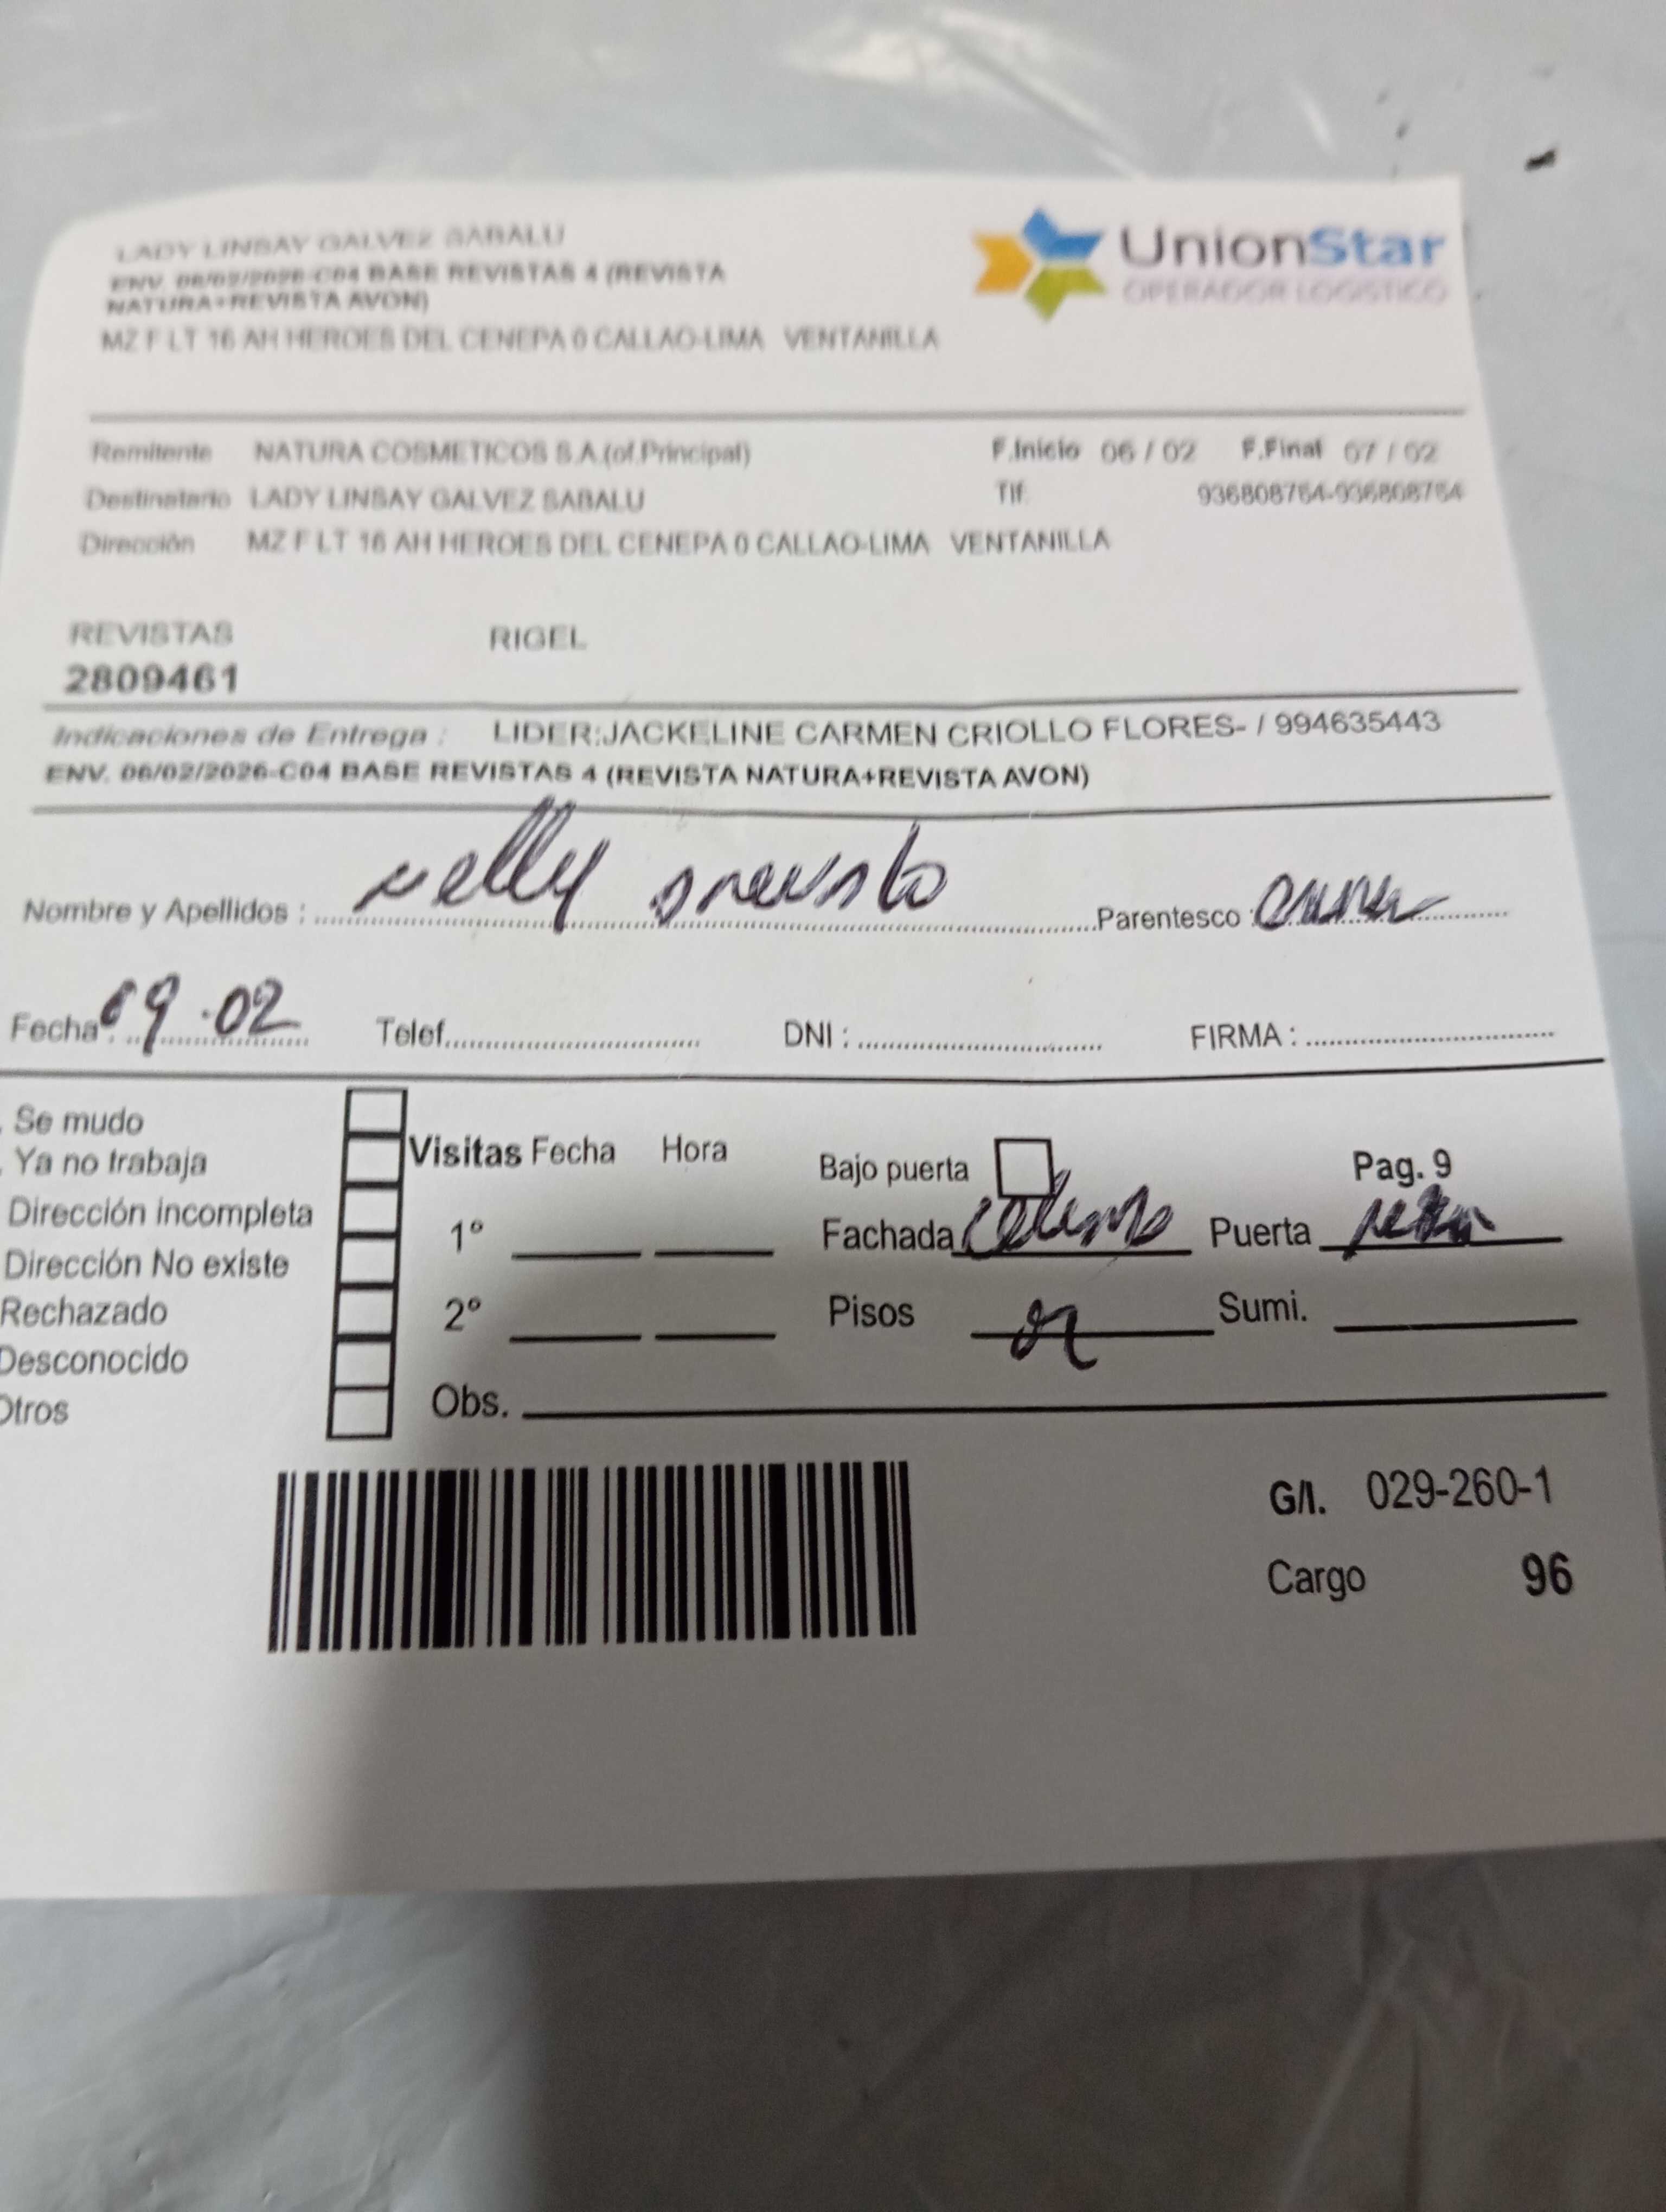 LADY LINSAY GALVEZ SABALU
ENV. 06/02/2026-C04 BASE REVISTAS 4 (REVISTA
NATURA+REVISTA AVON)
MZ F LT 16 AH HEROES DEL CENEPA 0 CALLAO-LIMA VENTANILLA
UnionStar
OPERADOR LOGISTICO
Remitente NATURA COSMETICOS S.A.(of.Principal) F.Inicio 06 / 02 F.Final 07 / 02
Destinatario LADY LINSAY GALVEZ SABALU Tlf. 936808764-936808764
Dirección MZ F LT 16 AH HEROES DEL CENEPA 0 CALLAO-LIMA VENTANILLA
REVISTAS RIGEL
2809461
Indicaciones de Entrega : LIDER:JACKELINE CARMEN CRIOLLO FLORES- / 994635443
ENV. 06/02/2026-C04 BASE REVISTAS 4 (REVISTA NATURA+REVISTA AVON)
Nombre y Apellidos : Nelly Parentesco :
Fecha : 09.02 Telef. DNI : FIRMA :
Se mudo
Ya no trabaja
Dirección incompleta
Dirección No existe
Rechazado
Desconocido
Otros
Visitas Fecha Hora
1º
2º
Obs.
Bajo puerta Pag. 9
Fachada Puerta
Pisos Sumi.
G/I. 029-260-1
Cargo 96